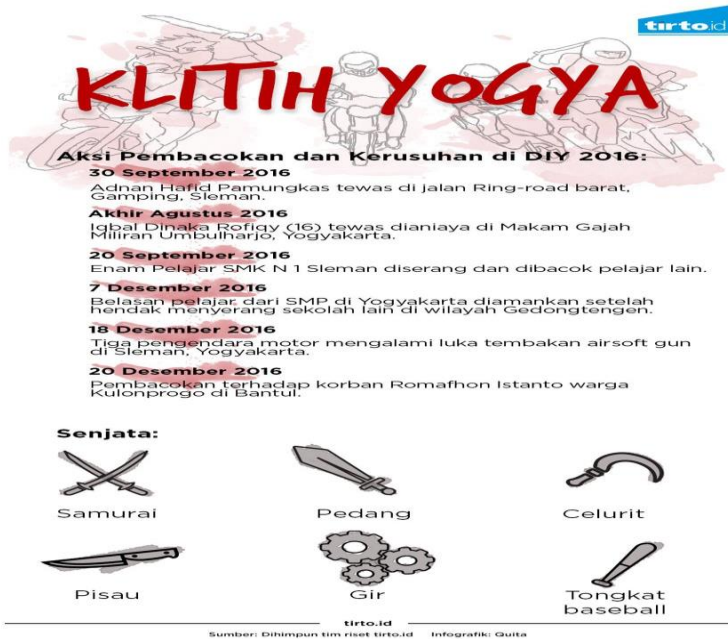 tirto.id
KLITIH YOGYA
Aksi Pembacokan dan Kerusuhan di DIY 2016:
30 September 2016
Adnan Hafid Pamungkas tewas di jalan Ring-road barat,
Gamping, Sleman.
Akhir Agustus 2016
Iqbal Dinaka Rofiqy (16) tewas dianiaya di Makam Gajah
Miliran Umbulharjo, Yogyakarta.
20 September 2016
Enam Pelajar SMK N 1 Sleman diserang dan dibacok pelajar lain.
7 Desember 2016
Belasan pelajar dari SMP di Yogyakarta diamankan setelah
hendak menyerang sekolah lain di wilayah Gedongtengen.
18 Desember 2016
Tiga pengendara motor mengalami luka tembakan airsoft gun
di Sleman, Yogyakarta.
20 Desember 2016
Pembacokan terhadap korban Romafhon Istanto warga
Kulonprogo di Bantul.
Senjata:
Samurai
Pedang
Celurit
Pisau
Gir
Tongkat
baseball
tirto.id
Sumber: Dihimpun tim riset tirto.id Infografik: Quita